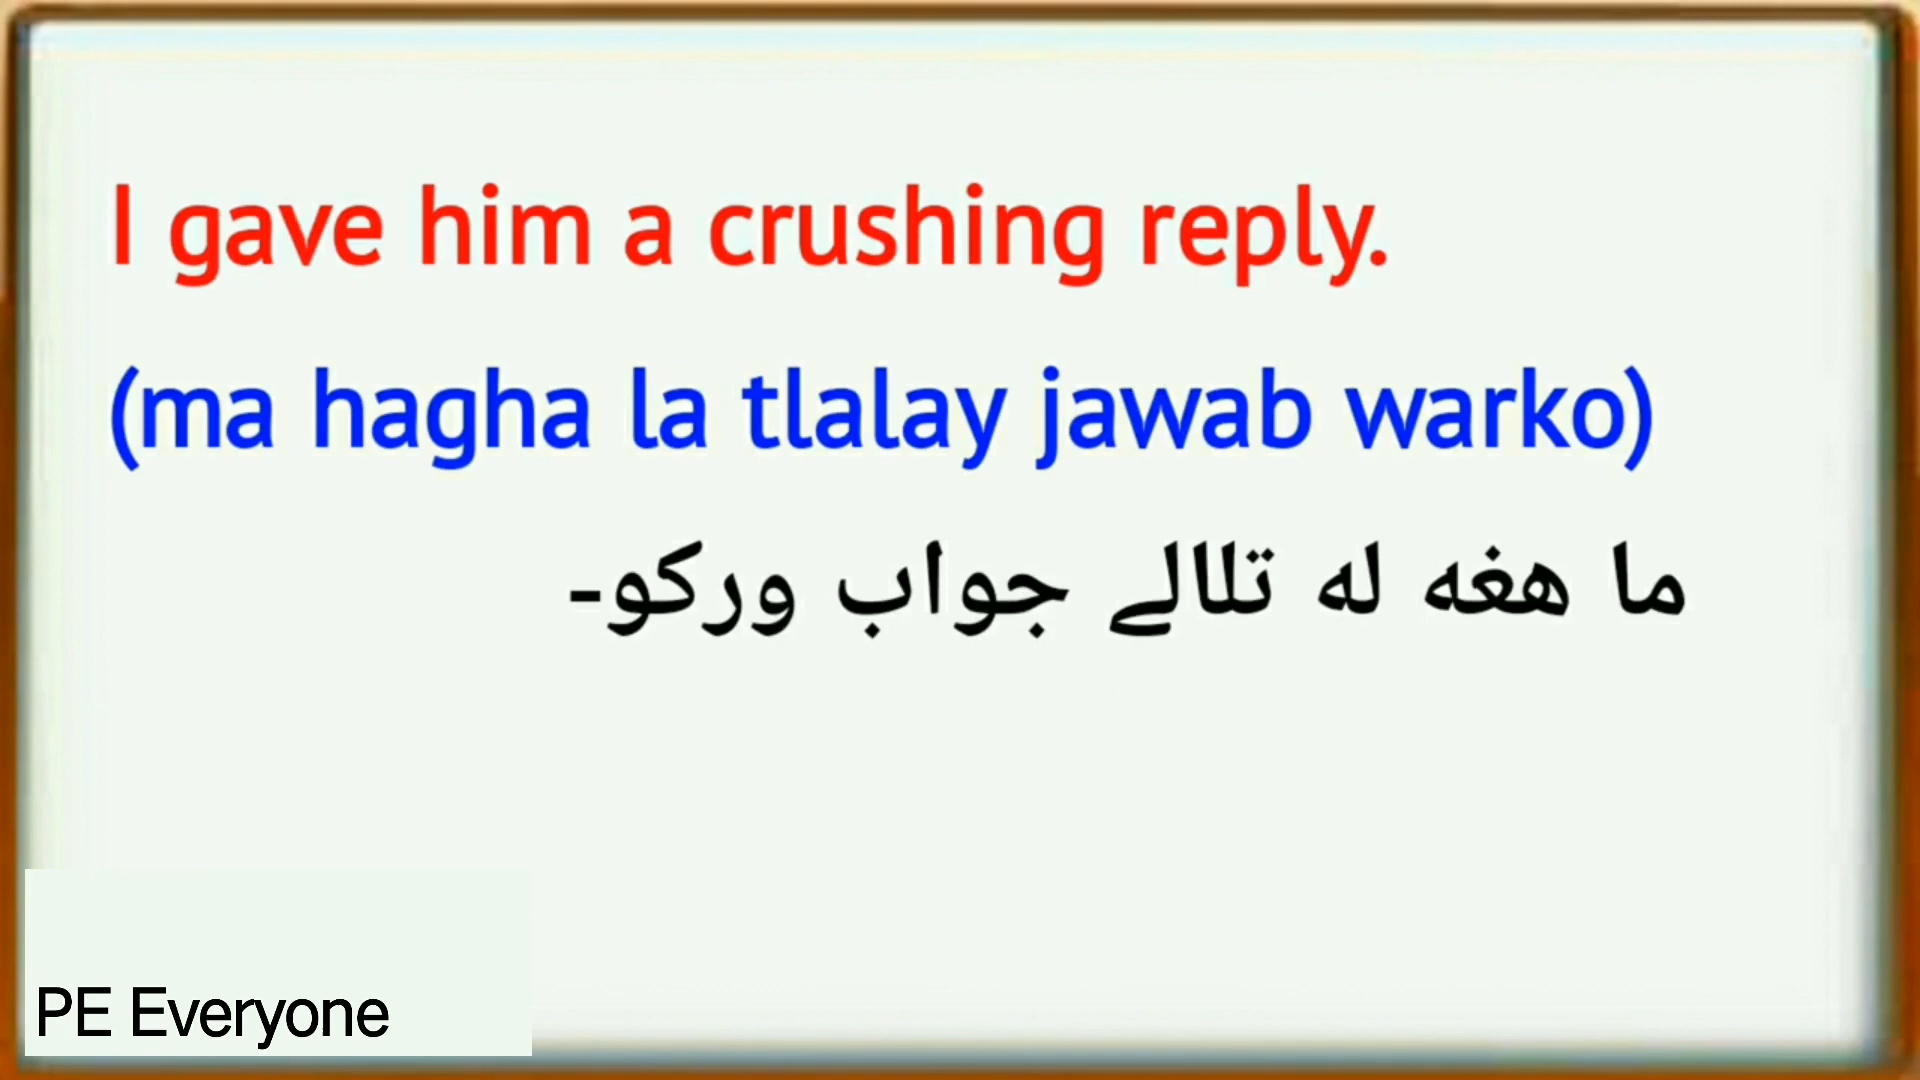 I gave him a crushing reply.
(ma hagha la tlalay jawab warko)
ما هغه له تلالے جواب ورکو-
PE Everyone